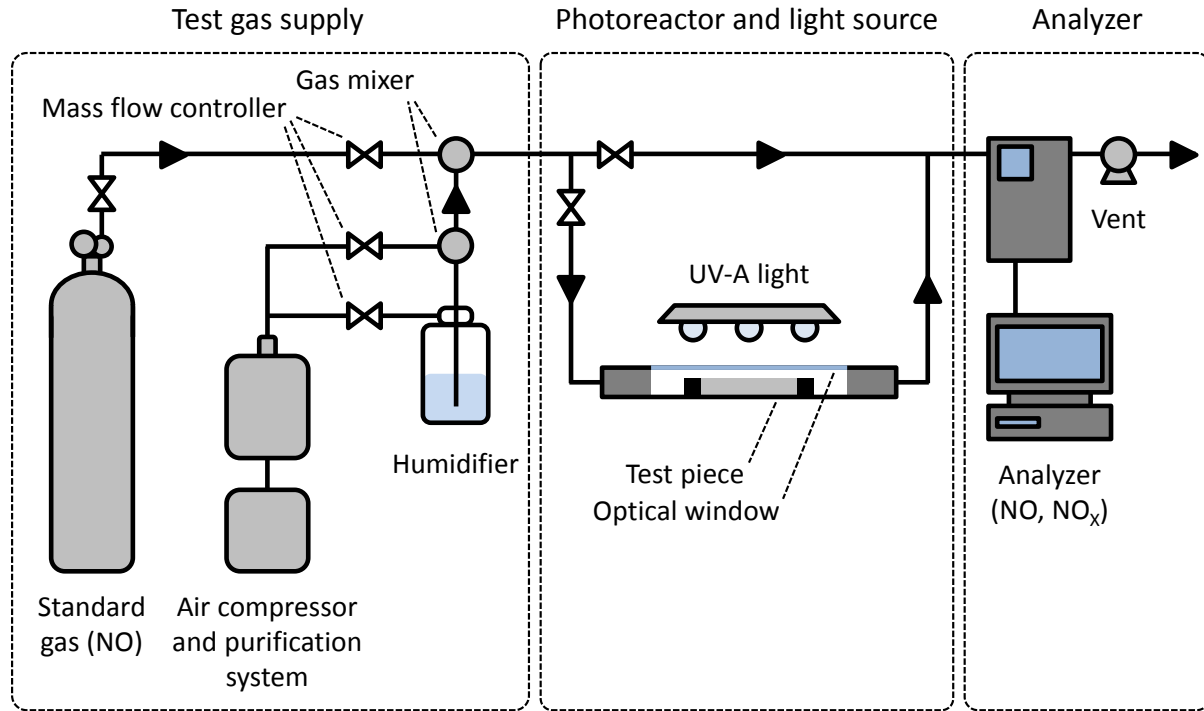 Test gas supply
Photoreactor and light source
Analyzer
Gas mixer
Mass flow controller
Vent
UV-A light
Humidifier
Test piece
Optical window
Analyzer
(NO, NOX)
Standard
gas (NO)
Air compressor
and purification
system